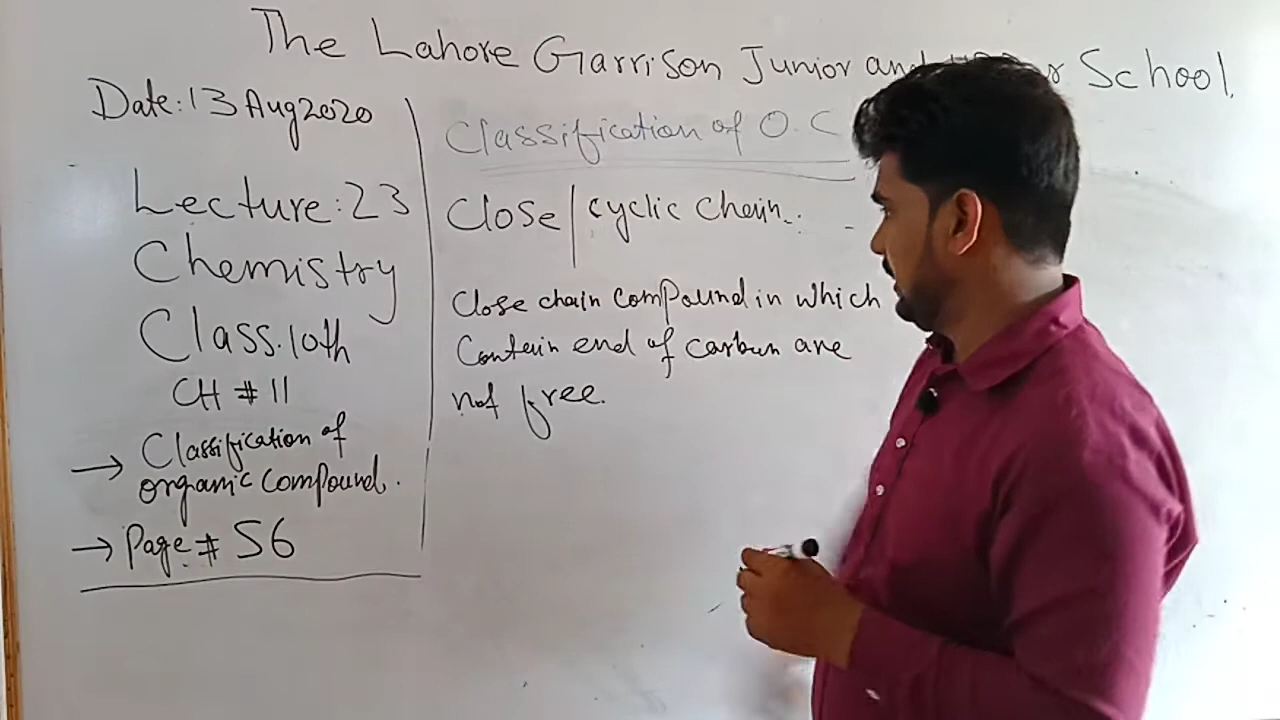 The Lahore Garrison Junior and School.
Date: 13 Aug 2020
Lecture: 23
Chemistry
Class. 10th
CH # 11
→ Classification of
organic compound.
→ Page # 56
Classification of O.C
Close / cyclic chain.
Close chain compound in which
contain end of carbon are
not free.